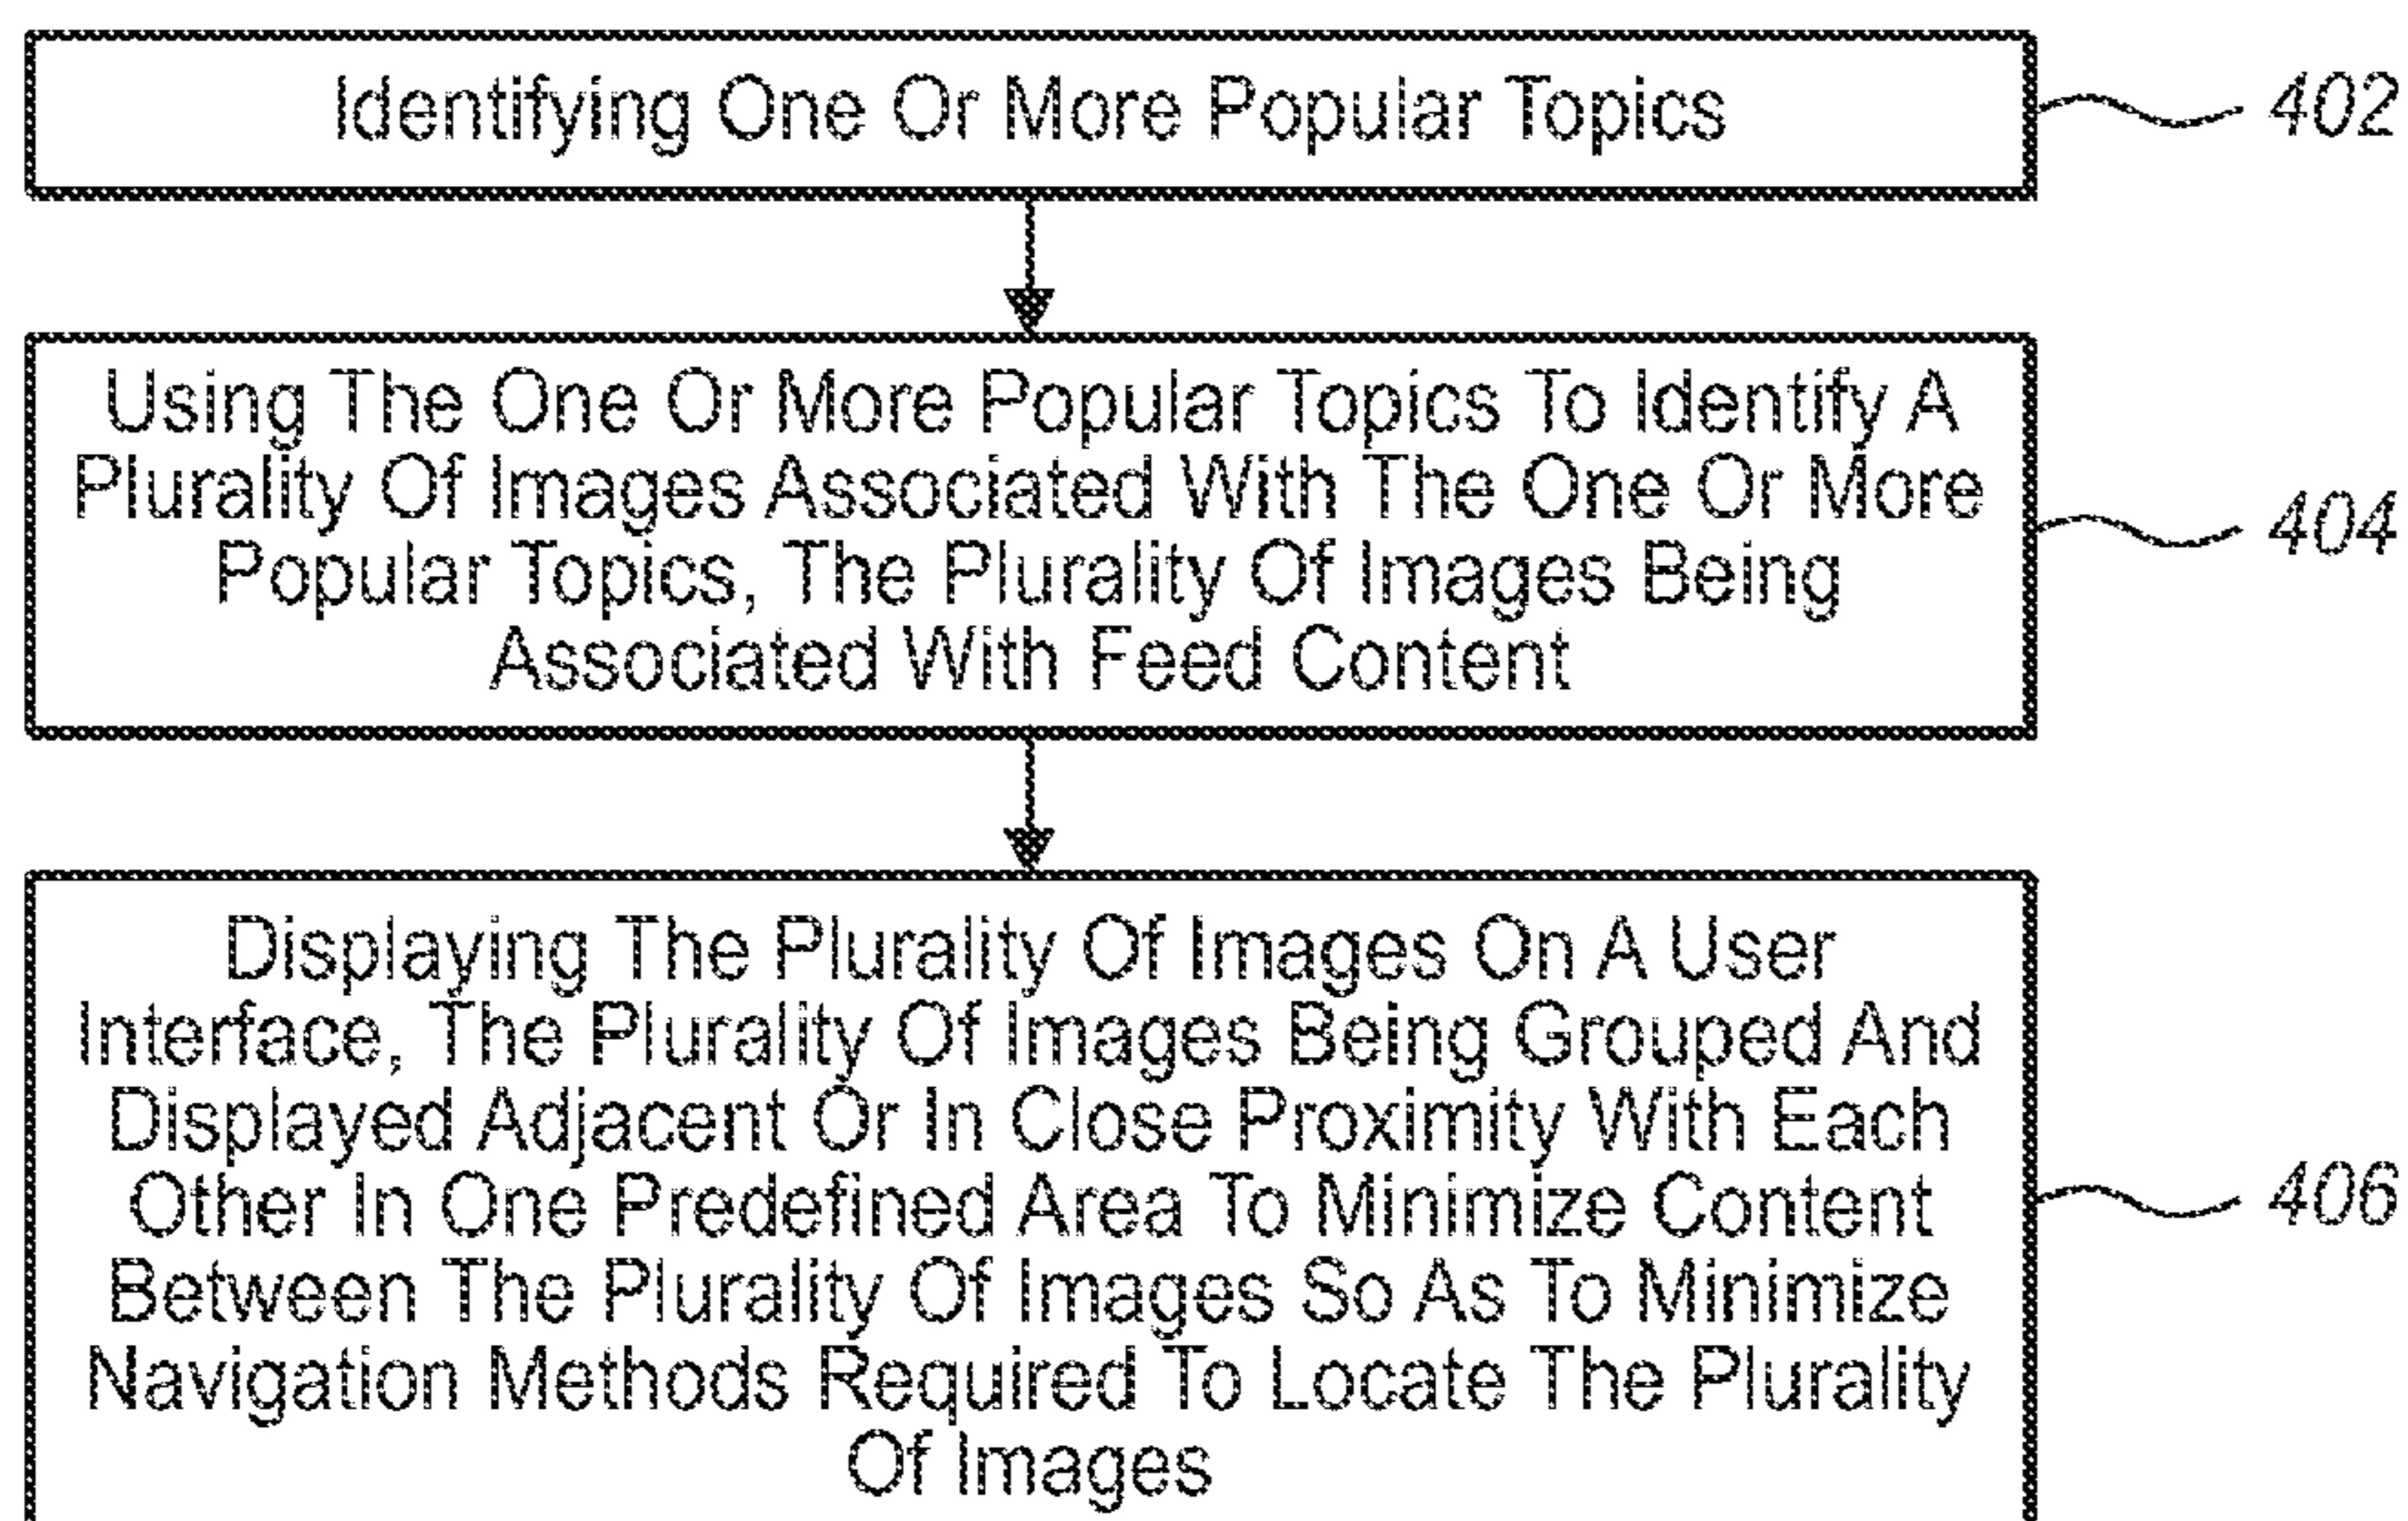 Identifying One Or More Popular Topics
402
Using The One Or More Popular Topics To Identify A
Plurality Of Images Associated With The One Or More
Popular Topics, The Plurality Of Images Being
Associated With Feed Content
404
Displaying The Plurality Of Images On A User
Interface, The Plurality Of Images Being Grouped And
Displayed Adjacent Or In Close Proximity With Each
Other In One Predefined Area To Minimize Content
Between The Plurality Of Images So As To Minimize
Navigation Methods Required To Locate The Plurality
Of Images
406